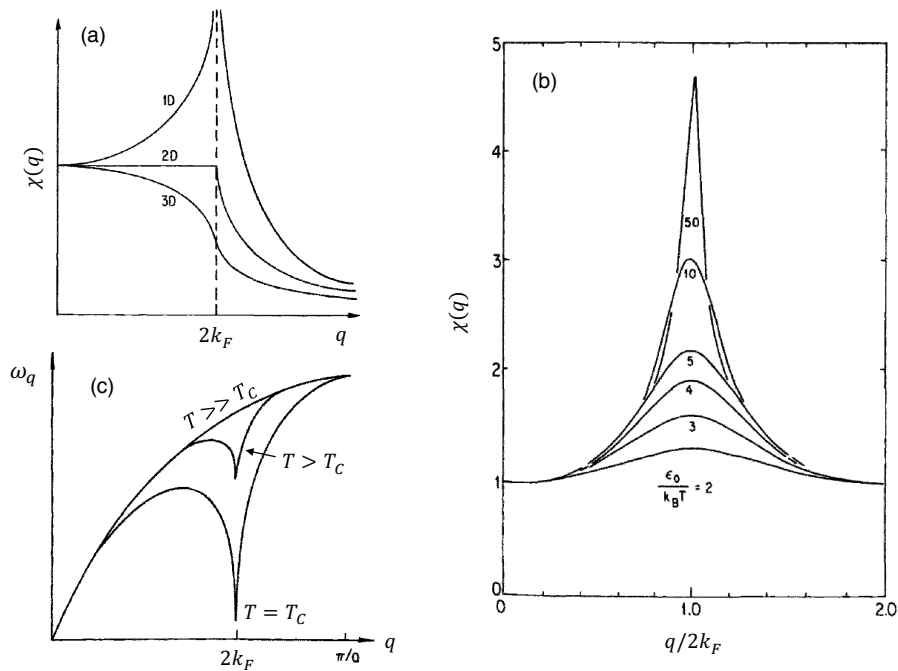 (a)
χ(q)
1D
2D
3D
2k_F
q
(b)
χ(q)
5
4
3
2
1
0
50
10
5
4
3
ϵ₀/k_BT = 2
0
1.0
2.0
q/2k_F
(c)
ω_q
T >> T_C
T > T_C
T = T_C
2k_F
π/a
q